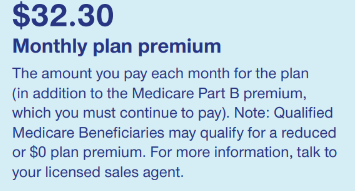 $32.30
Monthly plan premium
The amount you pay each month for the plan
(in addition to the Medicare Part B premium,
which you must continue to pay). Note: Qualified
Medicare Beneficiaries may qualify for a reduced
or $0 plan premium. For more information, talk to
your licensed sales agent.